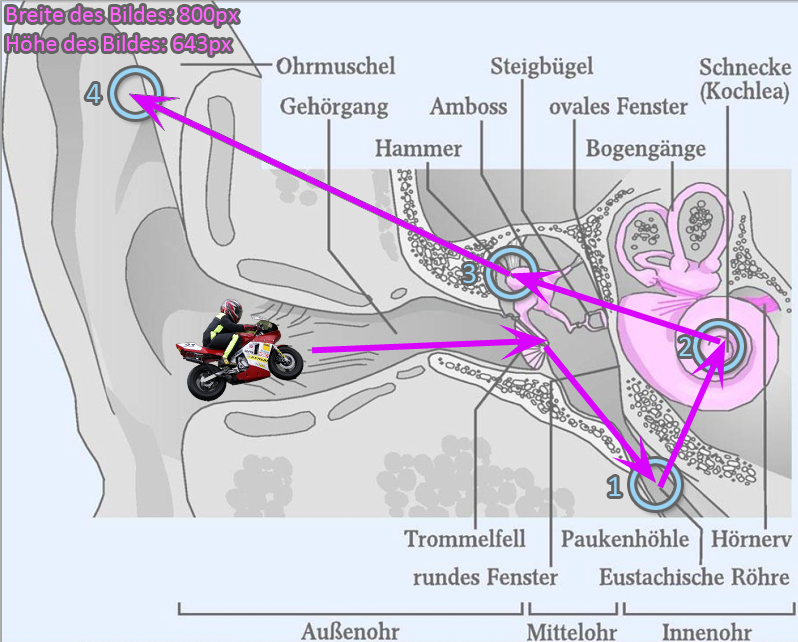 Breite des Bildes: 800px
Höhe des Bildes: 643px
Ohrmuschel
Steigbügel
Schnecke
(Kochlea)
4
Gehörgang
Amboss
ovales Fenster
Hammer
Bogengänge
3
2
1
Trommelfell
Paukenhöhle
Hörnerv
rundes Fenster
Eustachische Röhre
Außenohr
Mittelohr
Innenohr